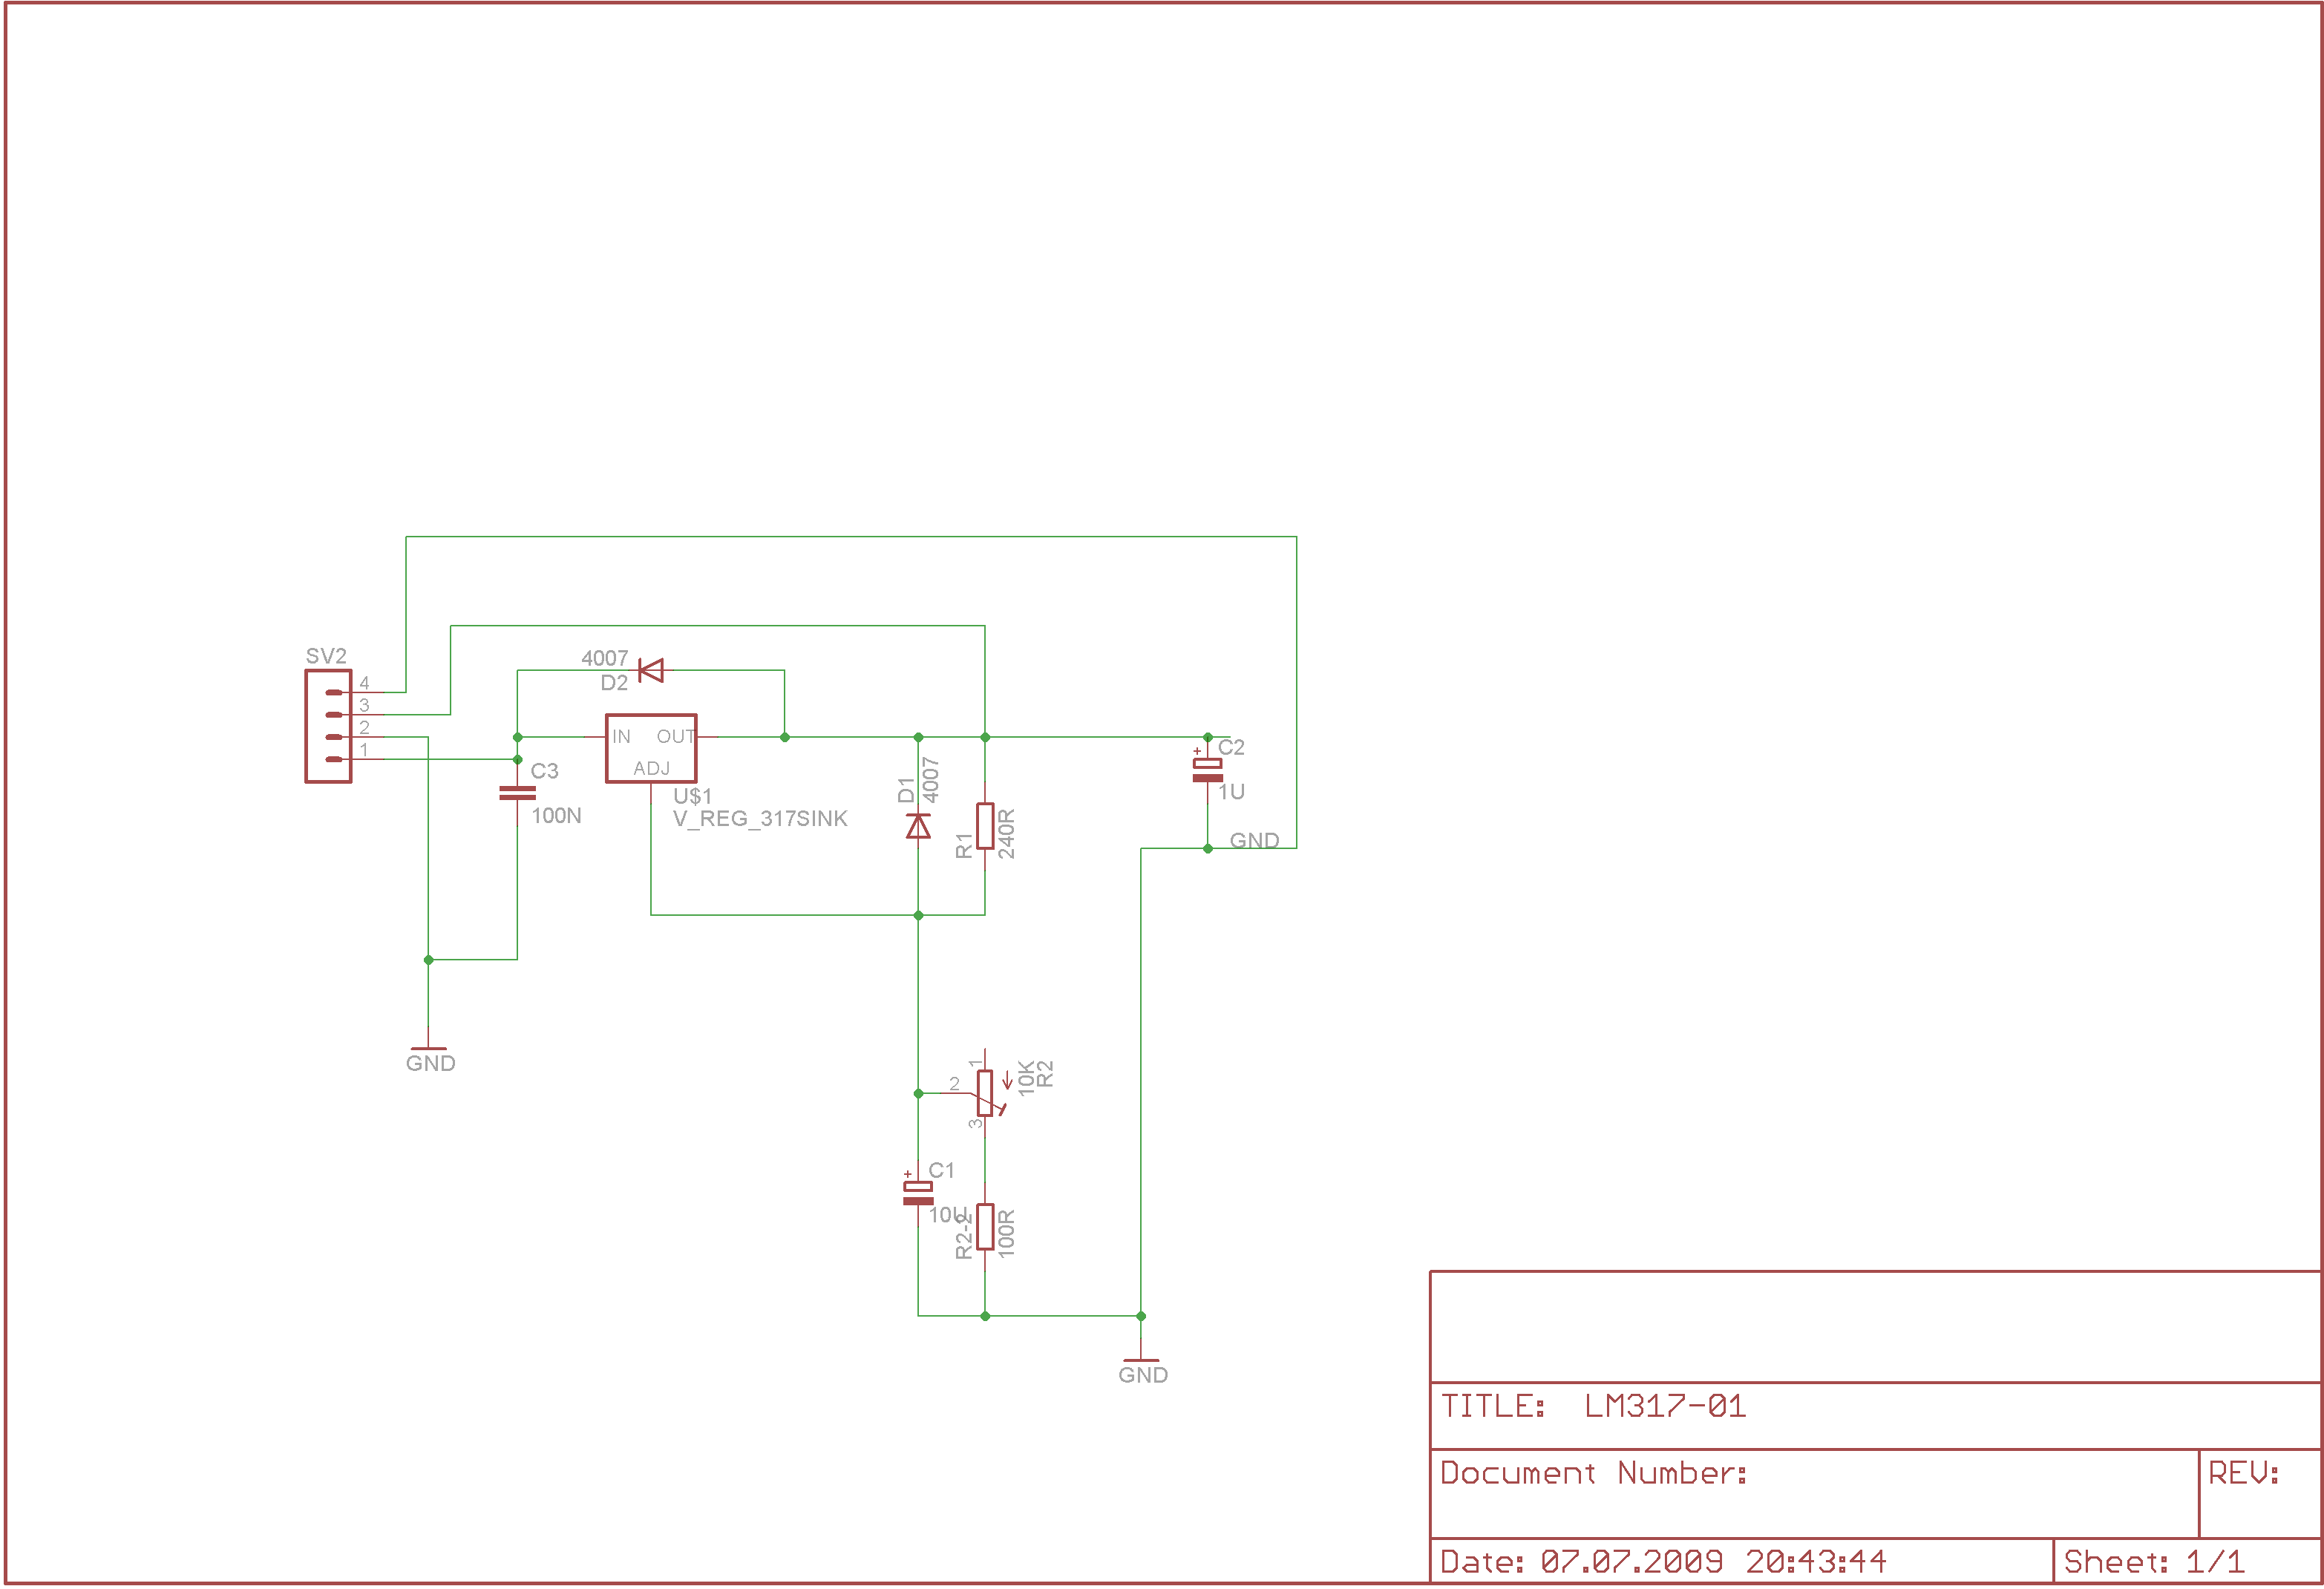 SV2
4
3
2
1
4007
D2
IN
OUT
ADJ
U$1
V_REG_317SINK
C3
100N
D1
4007
R1
240R
+
C2
1U
GND
GND
1
2
3
10K
R2
+
C1
10U
R2-2
100R
GND
TITLE: LM317-01
Document Number:
REV:
Date: 07.07.2009 20:43:44
Sheet: 1/1